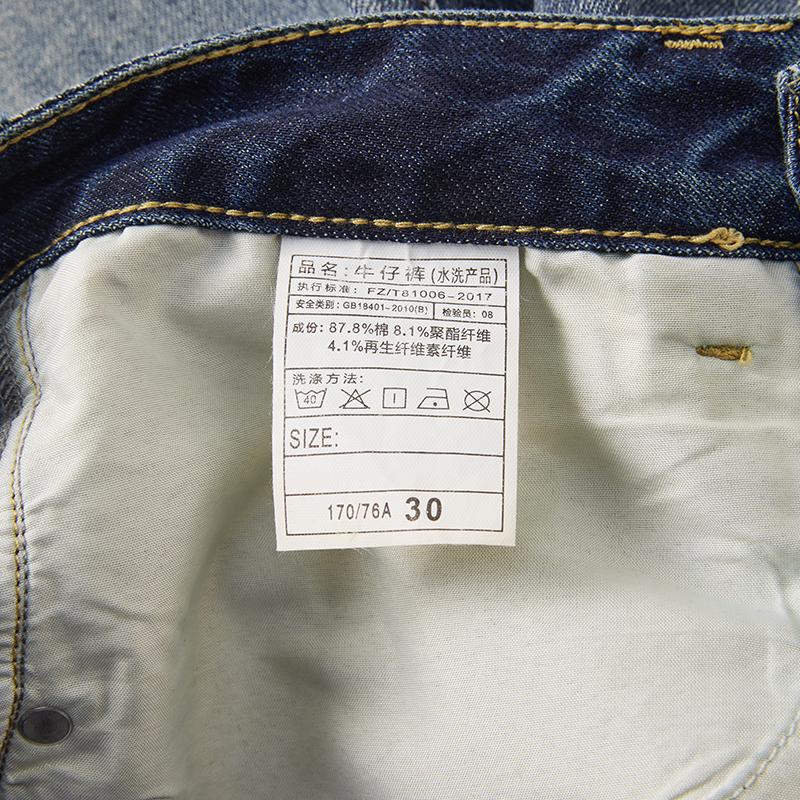 品名: 牛仔裤(水洗产品)
执行标准: FZ/T81006-2017
安全类别: GB18401-2010(B) 检验员: 08
成份: 87.8%棉 8.1%聚酯纤维
4.1%再生纤维素纤维
洗涤方法:
40
SIZE:
170/76A 30